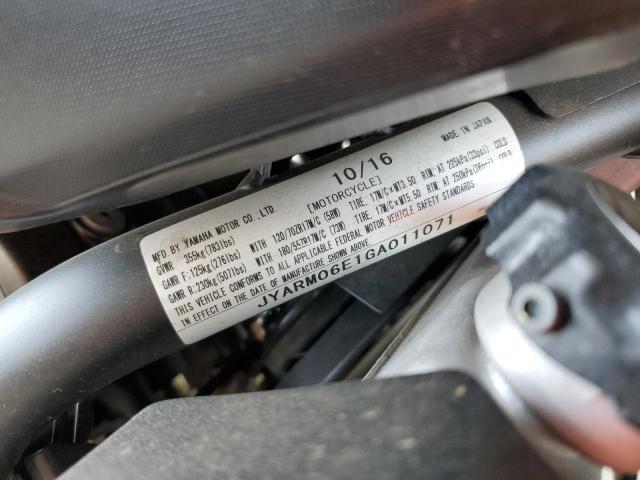 10/16
MADE IN JAPAN
[MOTORCYCLE]
MFD BY YAMAHA MOTOR CO.,LTD.
GVWR 355kg(783lbs)
GAWR F:125kg(276lbs) WITH 120/70ZR17M/C (58W) TIRE, 17M/C×MT3.50 RIM, AT 225kPa(33psi) COLD
GAWR R:230kg(507lbs) WITH 180/55ZR17M/C (73W) TIRE, 17M/C×MT5.50 RIM, AT 250kPa(36psi) COLD
THIS VEHICLE CONFORMS TO ALL APPLICABLE FEDERAL MOTOR VEHICLE SAFETY STANDARDS
IN EFFECT ON THE DATE OF MANUFACTURE SHOWN ABOVE.
JYARM06E1GA011071